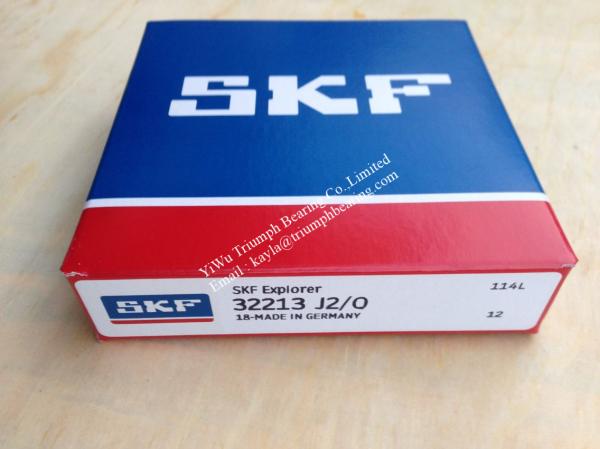 SKF
YiWu Triumph Bearing Co.,Limited
Email : kayla@triumphbearing.com
SKF
SKF Explorer
114L
32213 J2/Q
18-MADE IN GERMANY
12